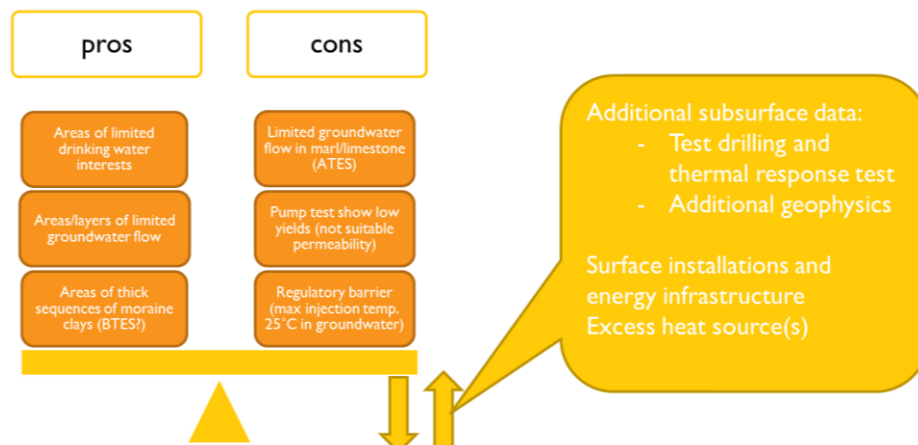 pros
cons
Areas of limited
drinking water
interests
Areas/layers of limited
groundwater flow
Areas of thick
sequences of moraine
clays (BTES?)
Limited groundwater
flow in marl/limestone
(ATES)
Pump test show low
yields (not suitable
permeability)
Regulatory barrier
(max injection temp.
25°C in groundwater)
Additional subsurface data:
- Test drilling and
thermal response test
- Additional geophysics
Surface installations and
energy infrastructure
Excess heat source(s)